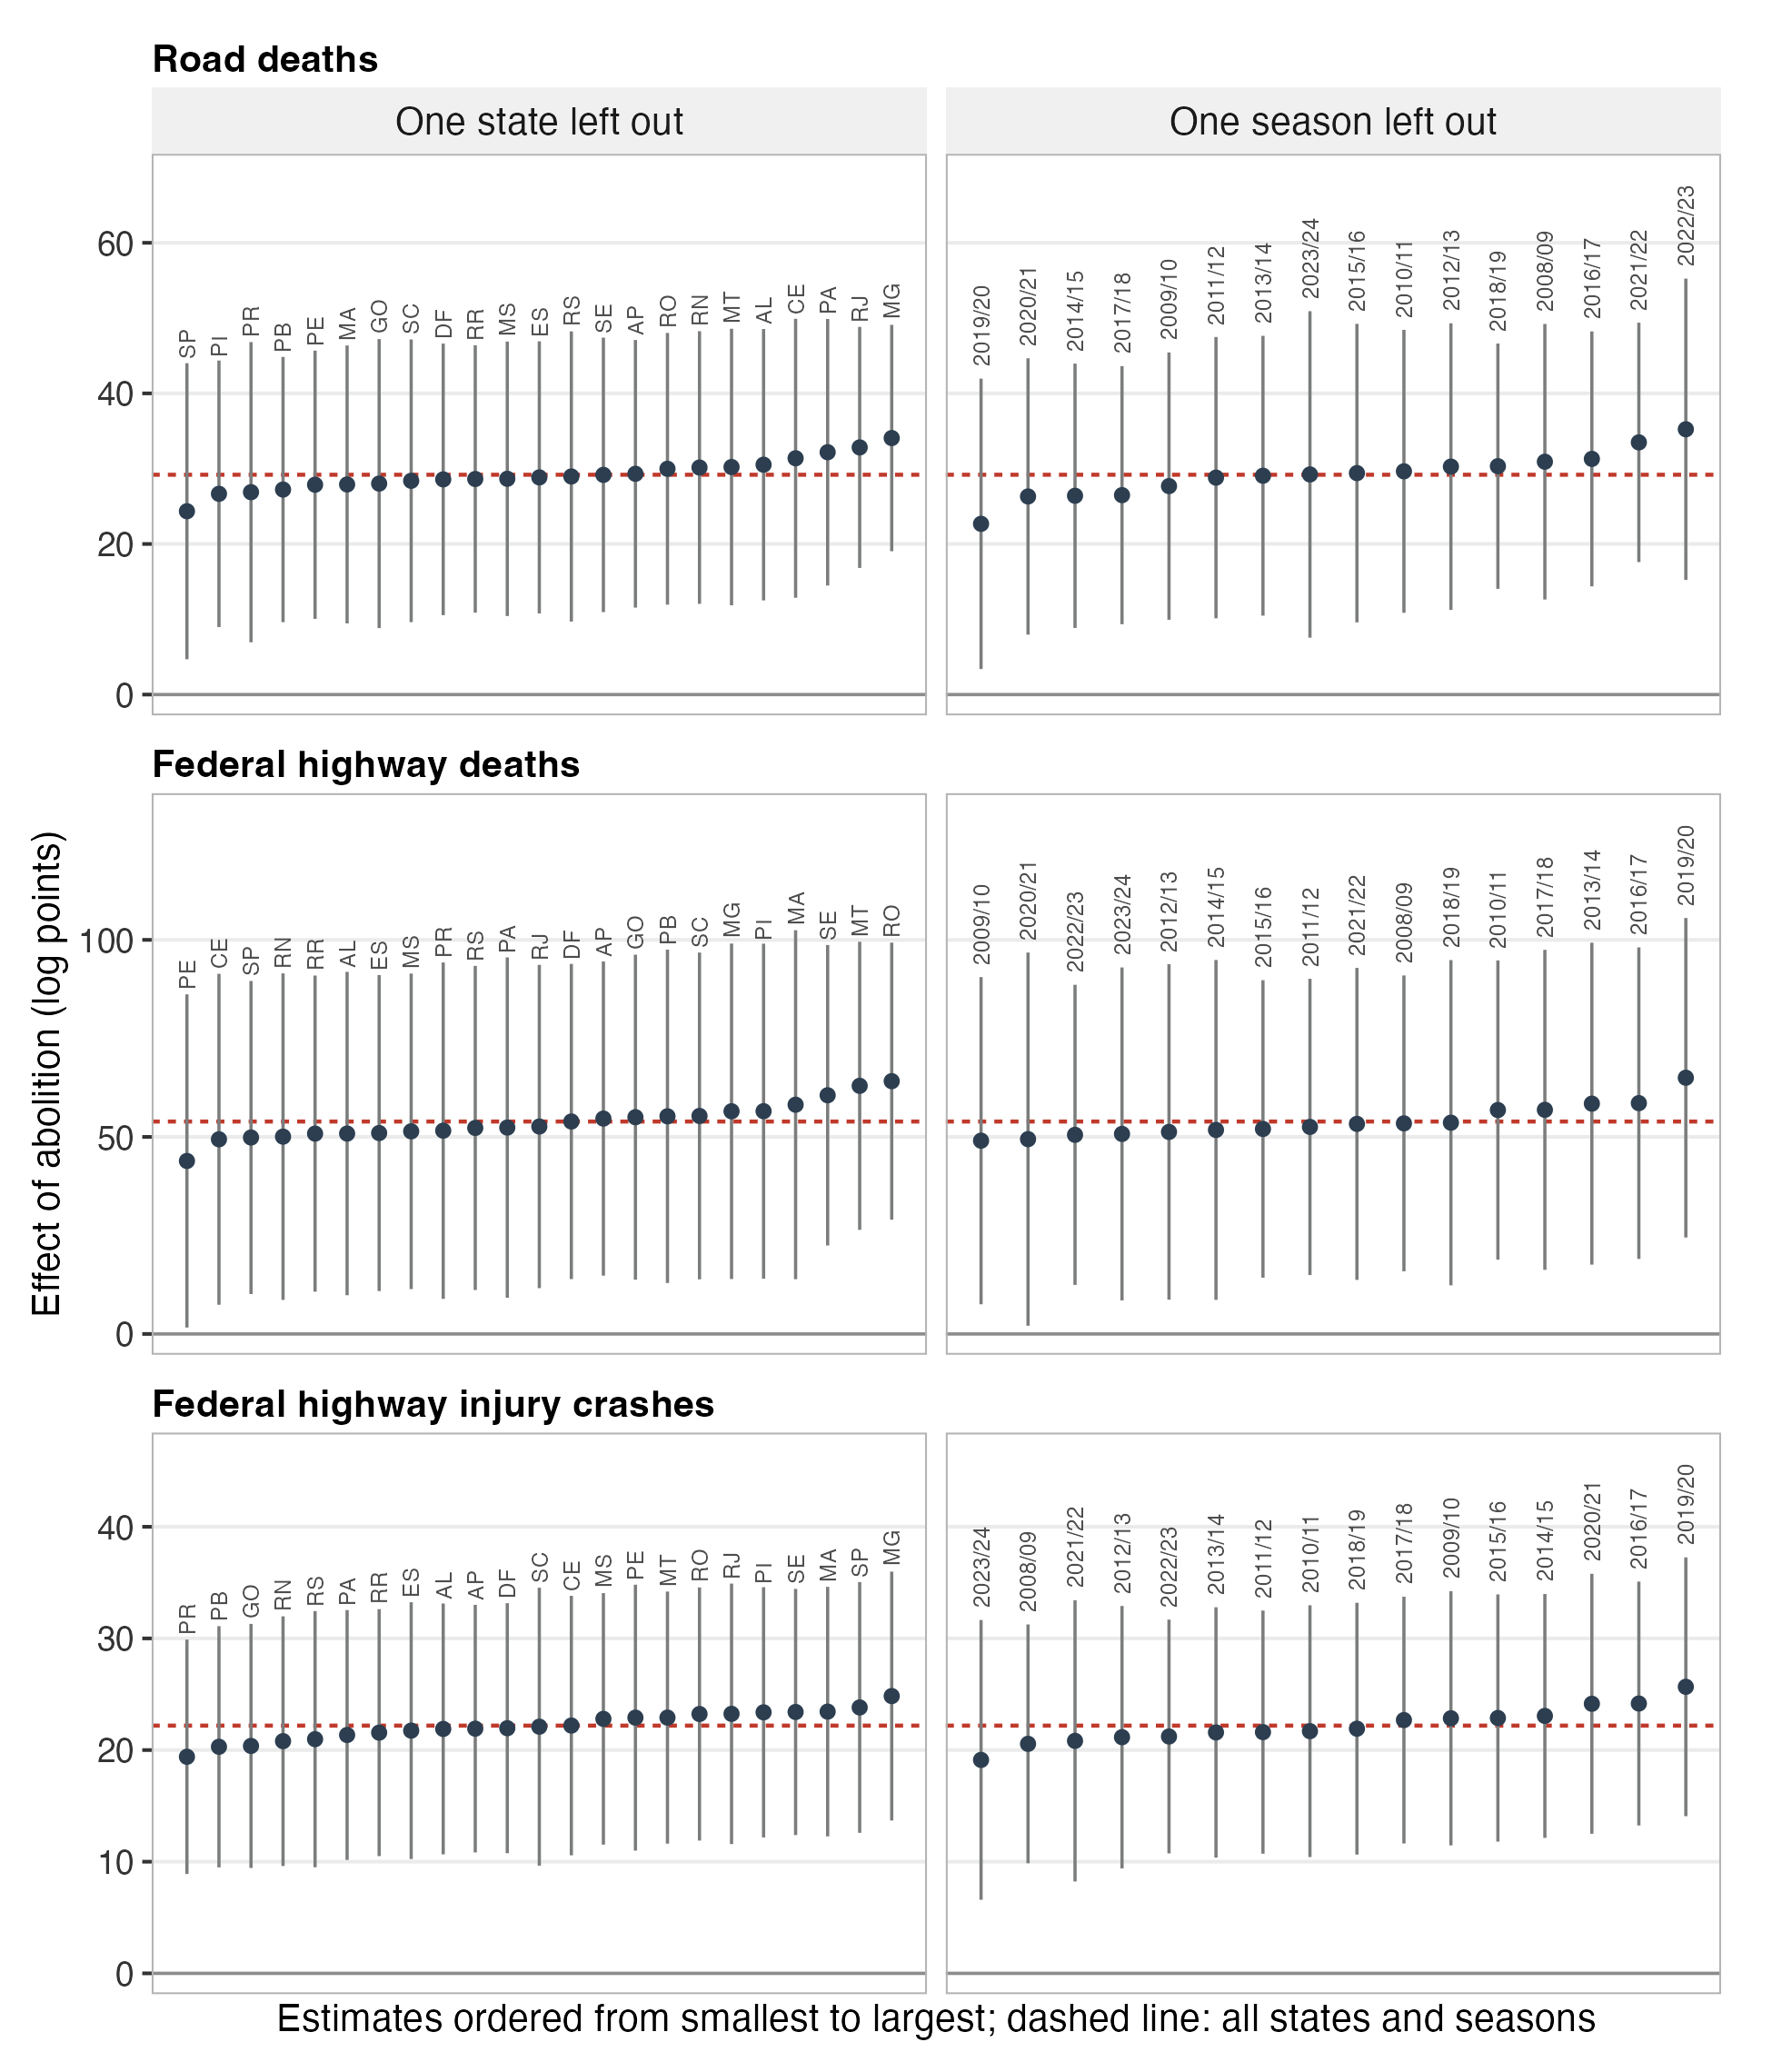 Road deaths
One state left out
One season left out
60
40
20
0
SP PI PR PB PE MA GO SC DF RR MS ES RS SE AP RO RN MT AL CE PA RJ MG
2019/20 2020/21 2014/15 2017/18 2009/10 2011/12 2013/14 2023/24 2015/16 2010/11 2012/13 2018/19 2008/09 2016/17 2021/22 2022/23
Federal highway deaths
Effect of abolition (log points)
100
50
0
PE CE SP RN RR AL ES MS PR RS PA RJ DF AP GO PB SC MG PI MA SE MT RO
2009/10 2020/21 2022/23 2023/24 2012/13 2014/15 2015/16 2011/12 2021/22 2008/09 2018/19 2010/11 2017/18 2013/14 2016/17 2019/20
Federal highway injury crashes
40
30
20
10
0
PR PB GO RN RS PA RR ES AL AP DF SC CE MS PE MT RO RJ PI SE MA SP MG
2023/24 2008/09 2021/22 2012/13 2022/23 2013/14 2011/12 2010/11 2018/19 2017/18 2009/10 2015/16 2014/15 2020/21 2016/17 2019/20
Estimates ordered from smallest to largest; dashed line: all states and seasons